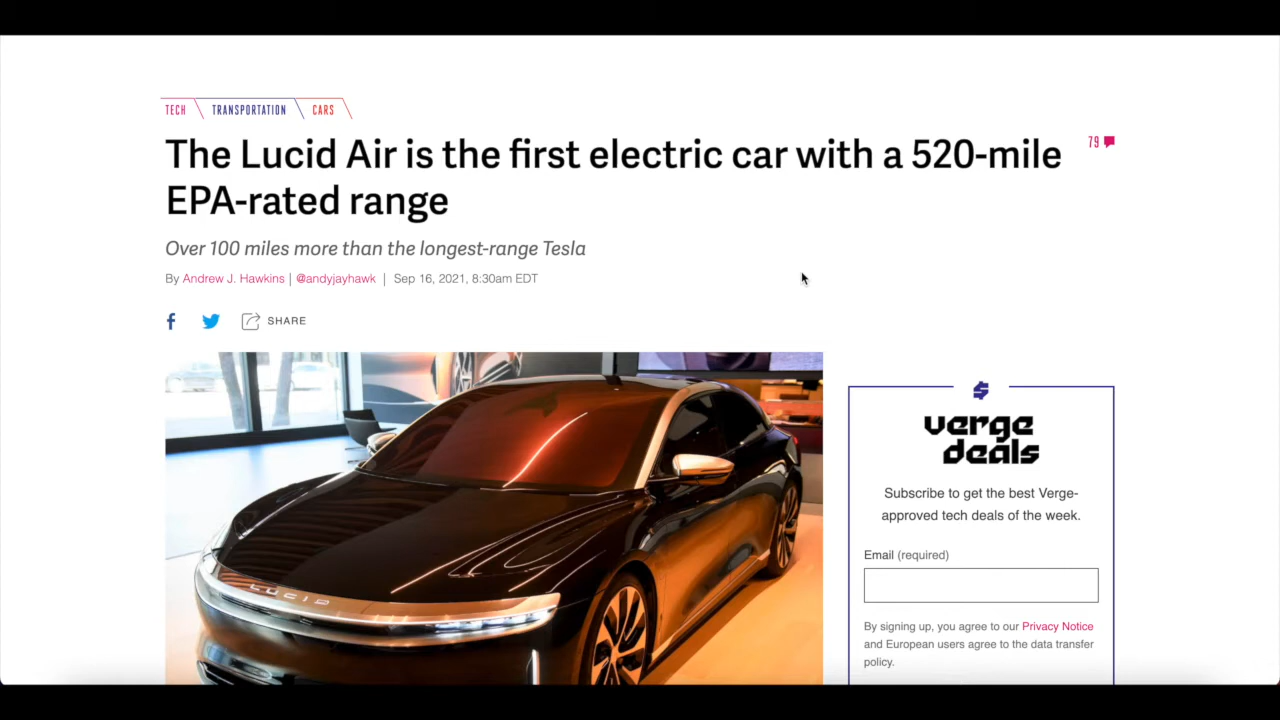 TECH TRANSPORTATION CARS
The Lucid Air is the first electric car with a 520-mile
EPA-rated range
79
Over 100 miles more than the longest-range Tesla
By Andrew J. Hawkins | @andyjayhawk | Sep 16, 2021, 8:30am EDT
SHARE
LUCID
verge
deals
Subscribe to get the best Verge-
approved tech deals of the week.
Email (required)
By signing up, you agree to our Privacy Notice
and European users agree to the data transfer
policy.